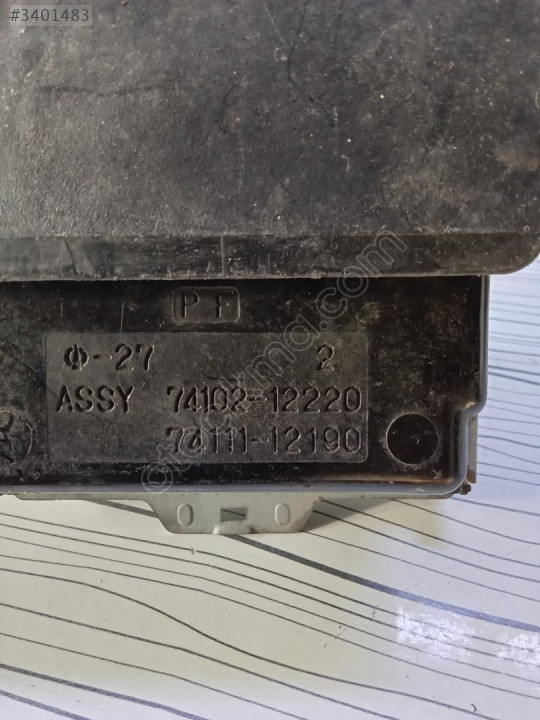 #3401483
PF
Φ-27 2
ASSY 74102-12220
74111-12190